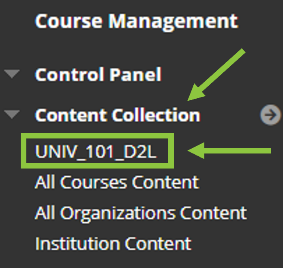 Course Management
Control Panel
Content Collection
UNIV_101_D2L
All Courses Content
All Organizations Content
Institution Content